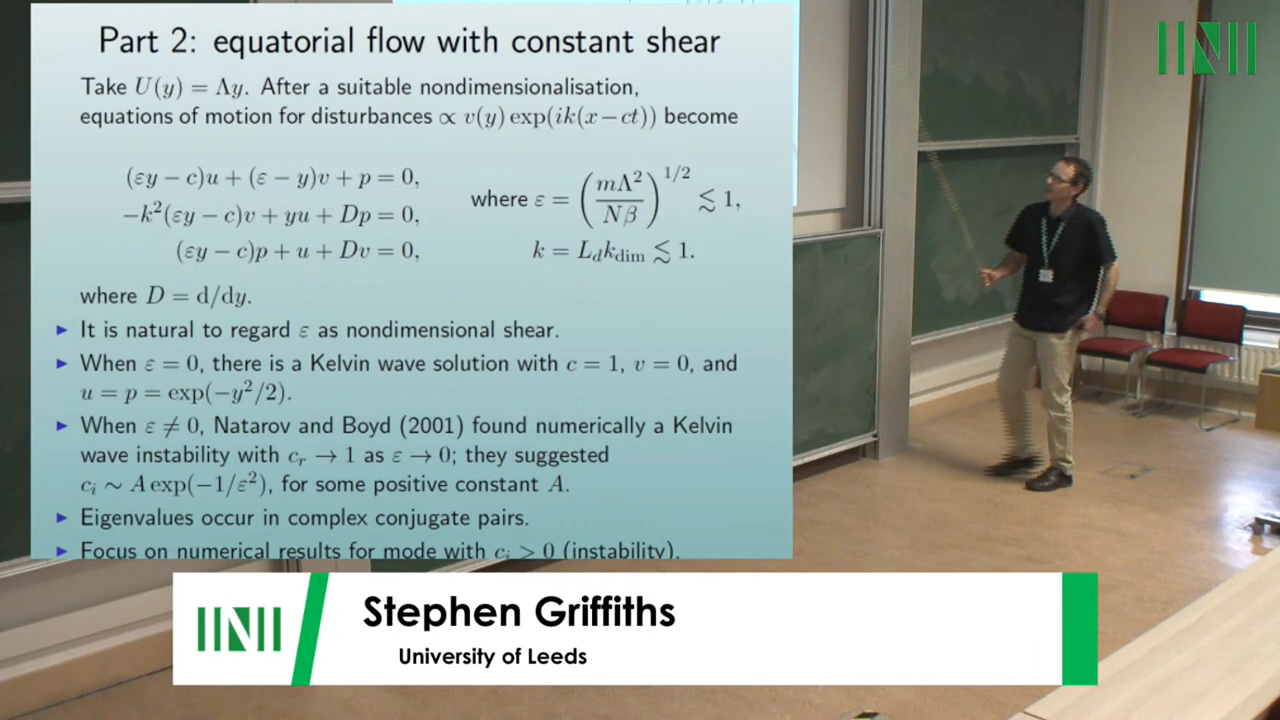 Part 2: equatorial flow with constant shear
Take U(y) = Λy. After a suitable nondimensionalisation,
equations of motion for disturbances ∝ v(y) exp(ik(x − ct)) become
(εy − c)u + (ε − y)v + p = 0,
−k²(εy − c)v + yu + Dp = 0,
(εy − c)p + u + Dv = 0,
where ε = (mΛ²/Nβ)^{1/2} ≲ 1,
k = L_d k_dim ≲ 1.
where D = d/dy.
▶ It is natural to regard ε as nondimensional shear.
▶ When ε = 0, there is a Kelvin wave solution with c = 1, v = 0, and
u = p = exp(−y²/2).
▶ When ε ≠ 0, Natarov and Boyd (2001) found numerically a Kelvin
wave instability with c_r → 1 as ε → 0; they suggested
c_i ∼ A exp(−1/ε²), for some positive constant A.
▶ Eigenvalues occur in complex conjugate pairs.
▶ Focus on numerical results for mode with c_i > 0 (instability).
Stephen Griffiths
University of Leeds